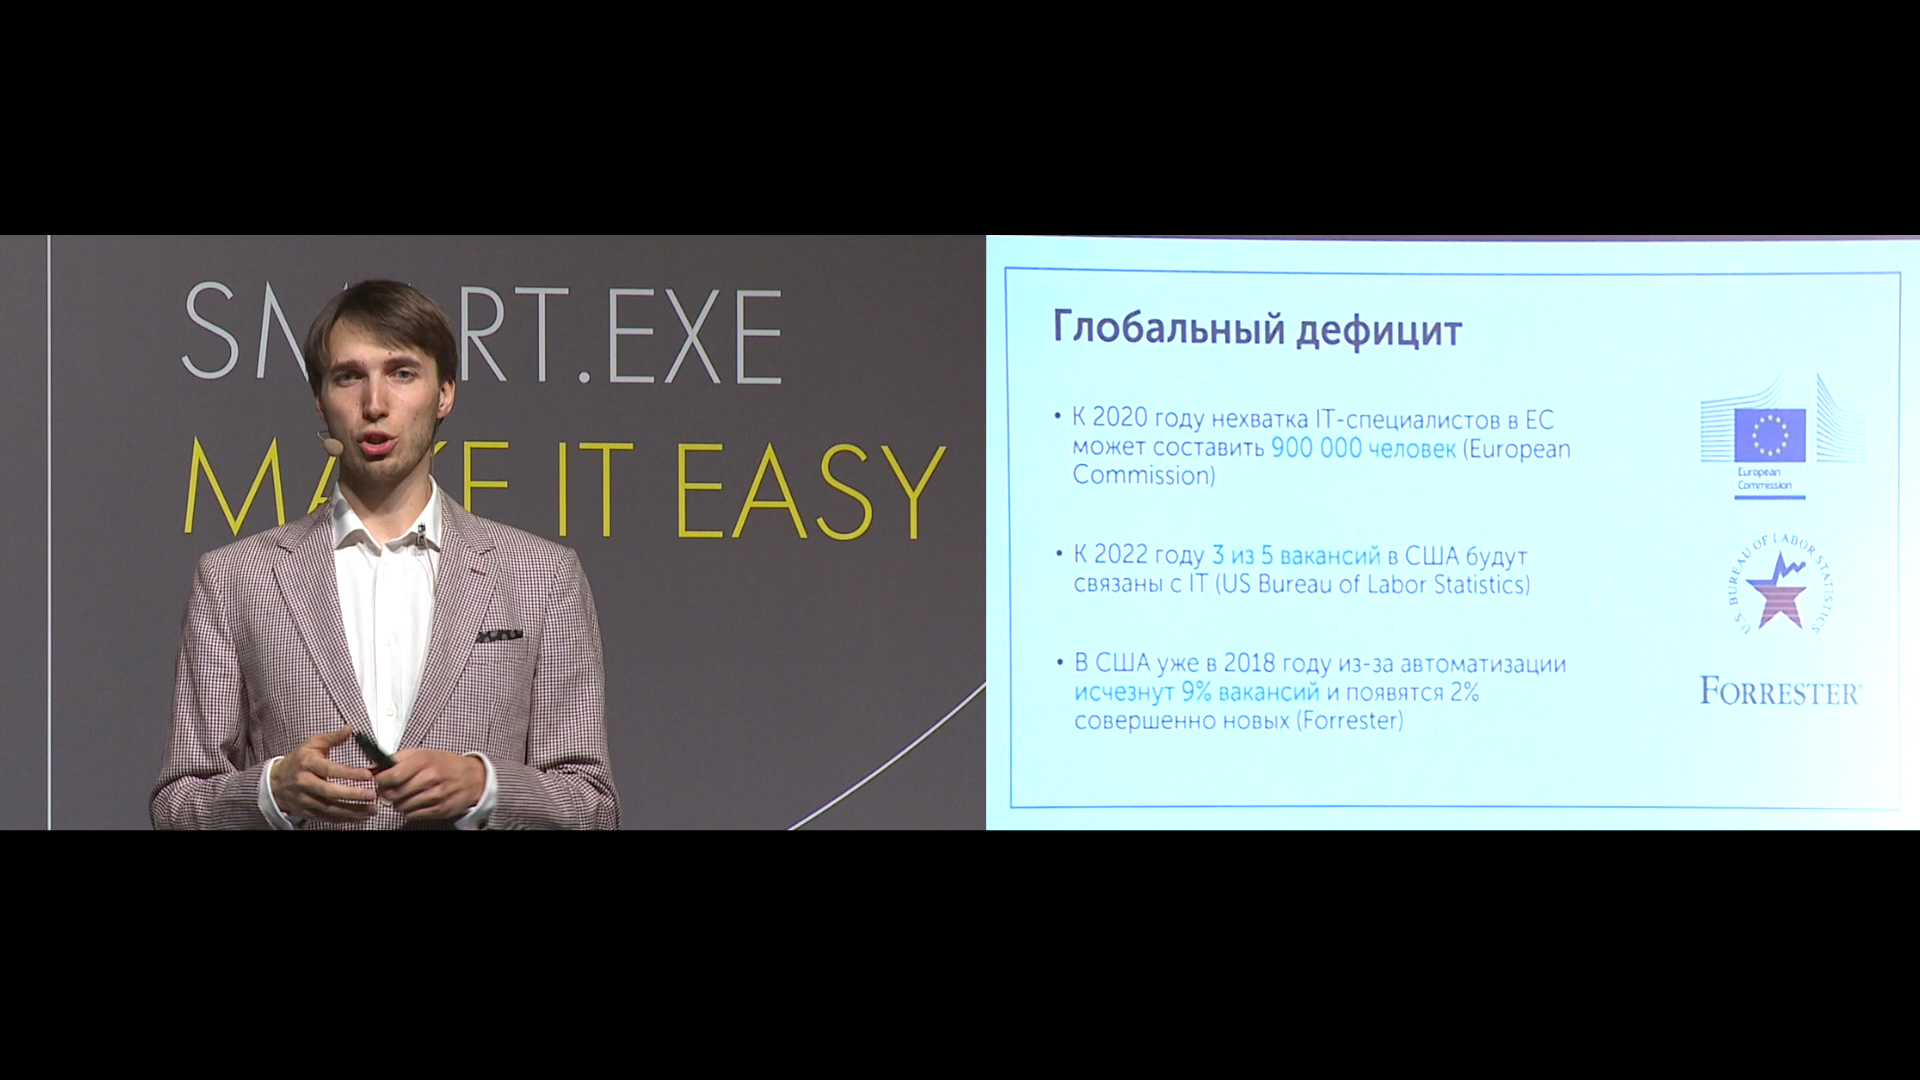 SMART.EXE
MAKE IT EASY
Глобальный дефицит
• К 2020 году нехватка IT-специалистов в ЕС
может составить 900 000 человек (European
Commission)
European
Commission
• К 2022 году 3 из 5 вакансий в США будут
связаны с IT (US Bureau of Labor Statistics)
U.S. BUREAU OF LABOR STATISTICS
• В США уже в 2018 году из-за автоматизации
исчезнут 9% вакансий и появятся 2%
совершенно новых (Forrester)
FORRESTER®